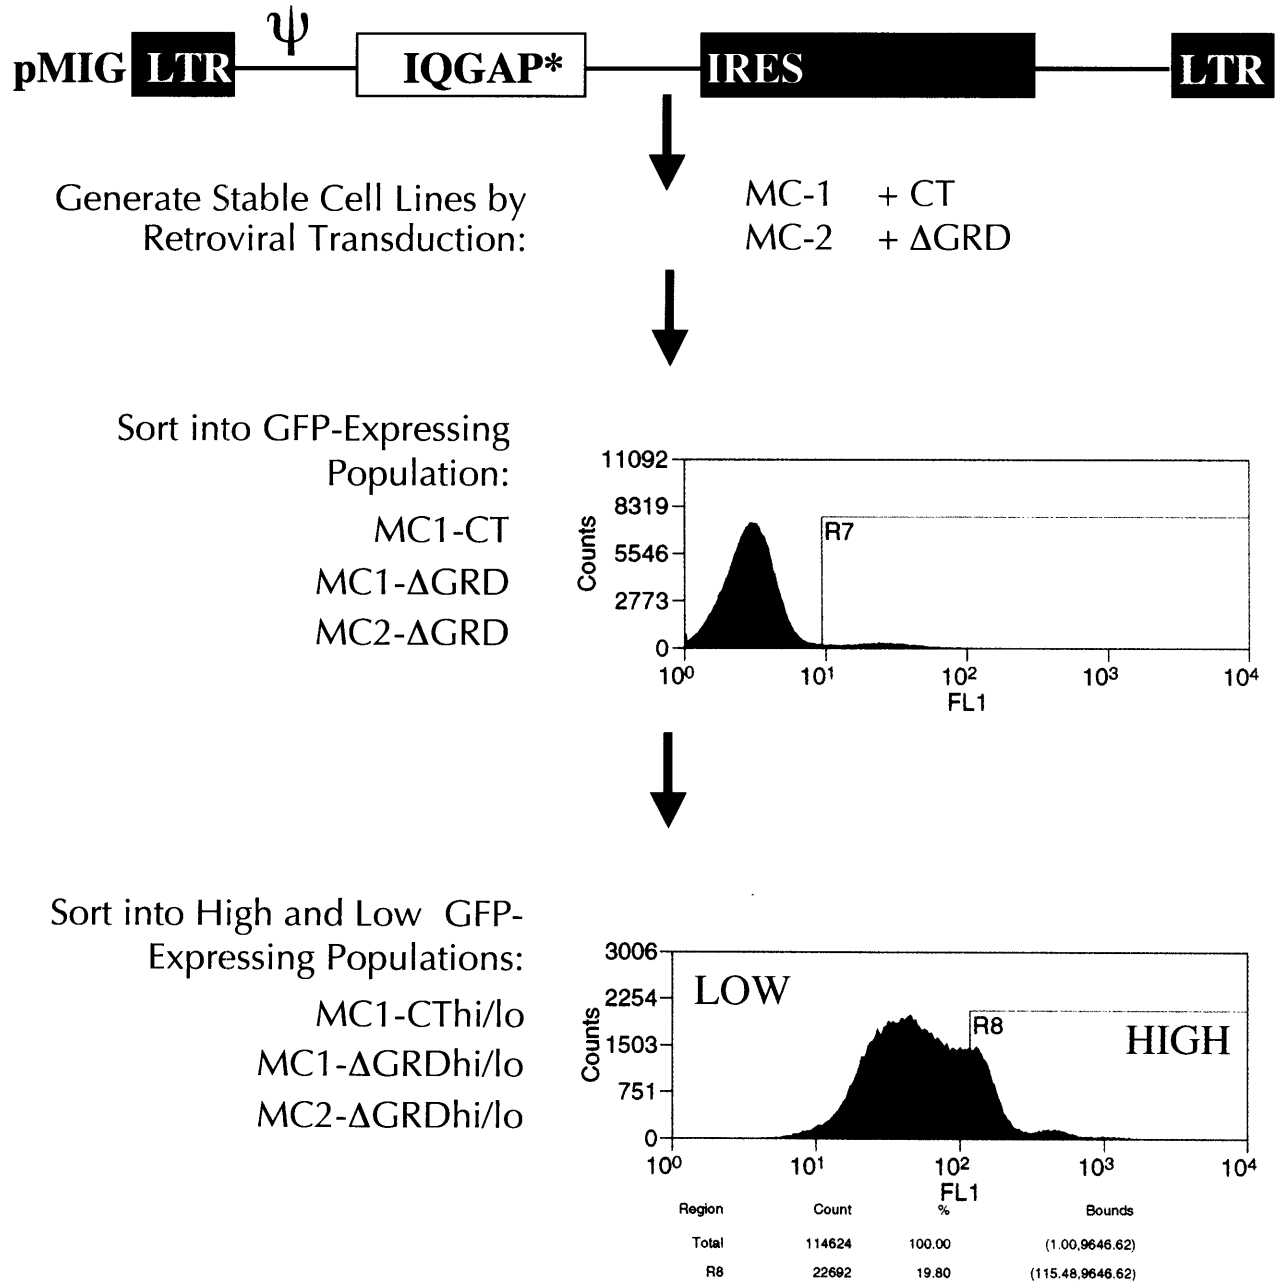 ψ
pMIG LTR IQGAP* IRES LTR
Generate Stable Cell Lines by
Retroviral Transduction:
MC-1 + CT
MC-2 + ΔGRD
Sort into GFP-Expressing
Population:
MC1-CT
MC1-ΔGRD
MC2-ΔGRD
11092
8319
5546
2773
0
Counts
R7
10⁰ 10¹ 10² 10³ 10⁴
FL1
Sort into High and Low GFP-
Expressing Populations:
MC1-CThi/lo
MC1-ΔGRDhi/lo
MC2-ΔGRDhi/lo
3006
2254
1503
751
0
Counts
LOW
R8
HIGH
10⁰ 10¹ 10² 10³ 10⁴
FL1
Region Count % Bounds
Total 114624 100.00 (1.00,9646.62)
R8 22692 19.80 (115.48,9646.62)